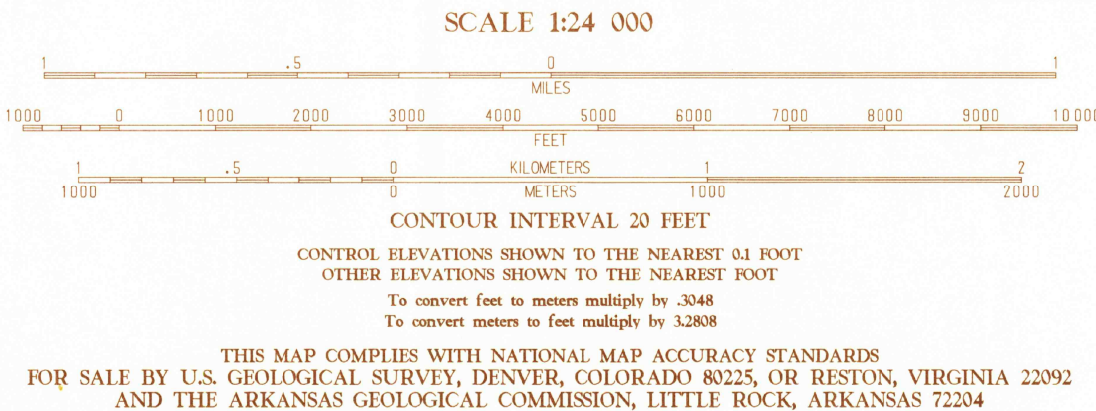 SCALE 1:24 000
1 .5 0 1
MILES
1000 0 1000 2000 3000 4000 5000 6000 7000 8000 9000 10 000
FEET
1 .5 0 KILOMETERS 1 2
1000 0 METERS 1000 2000
CONTOUR INTERVAL 20 FEET
CONTROL ELEVATIONS SHOWN TO THE NEAREST 0.1 FOOT
OTHER ELEVATIONS SHOWN TO THE NEAREST FOOT
To convert feet to meters multiply by .3048
To convert meters to feet multiply by 3.2808
THIS MAP COMPLIES WITH NATIONAL MAP ACCURACY STANDARDS
FOR SALE BY U.S. GEOLOGICAL SURVEY, DENVER, COLORADO 80225, OR RESTON, VIRGINIA 22092
AND THE ARKANSAS GEOLOGICAL COMMISSION, LITTLE ROCK, ARKANSAS 72204